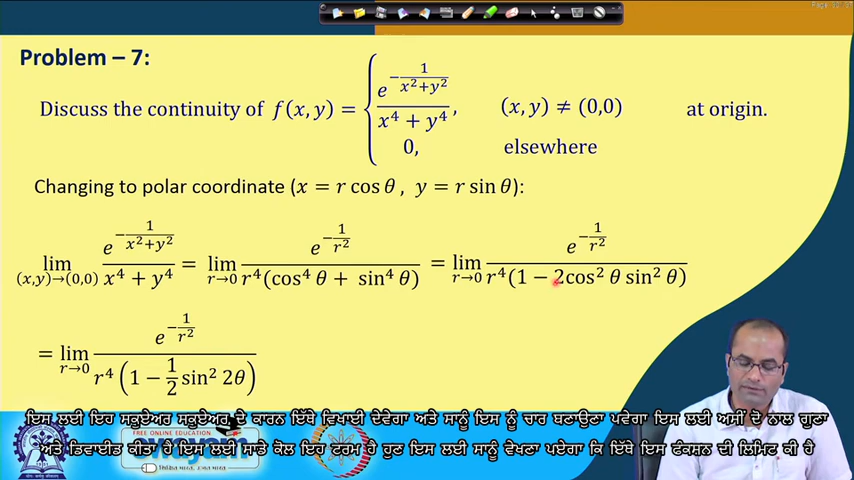 Problem – 7:
Discuss the continuity of f(x, y) = { e^{-1/(x²+y²)} / (x⁴ + y⁴), (x, y) ≠ (0,0) at origin.
0, elsewhere
Changing to polar coordinate (x = r cos θ , y = r sin θ):
lim_{(x,y)→(0,0)} e^{-1/(x²+y²)} / (x⁴ + y⁴) = lim_{r→0} e^{-1/r²} / (r⁴(cos⁴ θ + sin⁴ θ)) = lim_{r→0} e^{-1/r²} / (r⁴(1 − 2cos² θ sin² θ))
= lim_{r→0} e^{-1/r²} / (r⁴ (1 − 1/2 sin² 2θ))
ਇਸ ਲਈ ਇਹ ਸਕੁਏਅਰ ਸਕੁਏਅਰ ਦੇ ਕਾਰਨ ਇੱਥੇ ਵਿਖਾਈ ਦੇਵੇਗਾ ਅਤੇ ਸਾਨੂੰ ਇਸ ਨੂੰ ਚਾਰ ਬਣਾਉਣਾ ਪਵੇਗਾ ਇਸ ਲਈ ਅਸੀਂ ਦੋ ਨਾਲ ਗੁਣਾ
ਅਤੇ ਡਿਵਾਈਡ ਕੀਤਾ ਹੈ ਇਸ ਲਈ ਸਾਡੇ ਕੋਲ ਇਹ ਟਰਮ ਹੈ ਹੁਣ ਇਸ ਲਈ ਸਾਨੂੰ ਵੇਖਣਾ ਪਏਗਾ ਕਿ ਇੱਥੇ ਇਸ ਫੰਕਸ਼ਨ ਦੀ ਲਿਮਿਟ ਕੀ ਹੈ